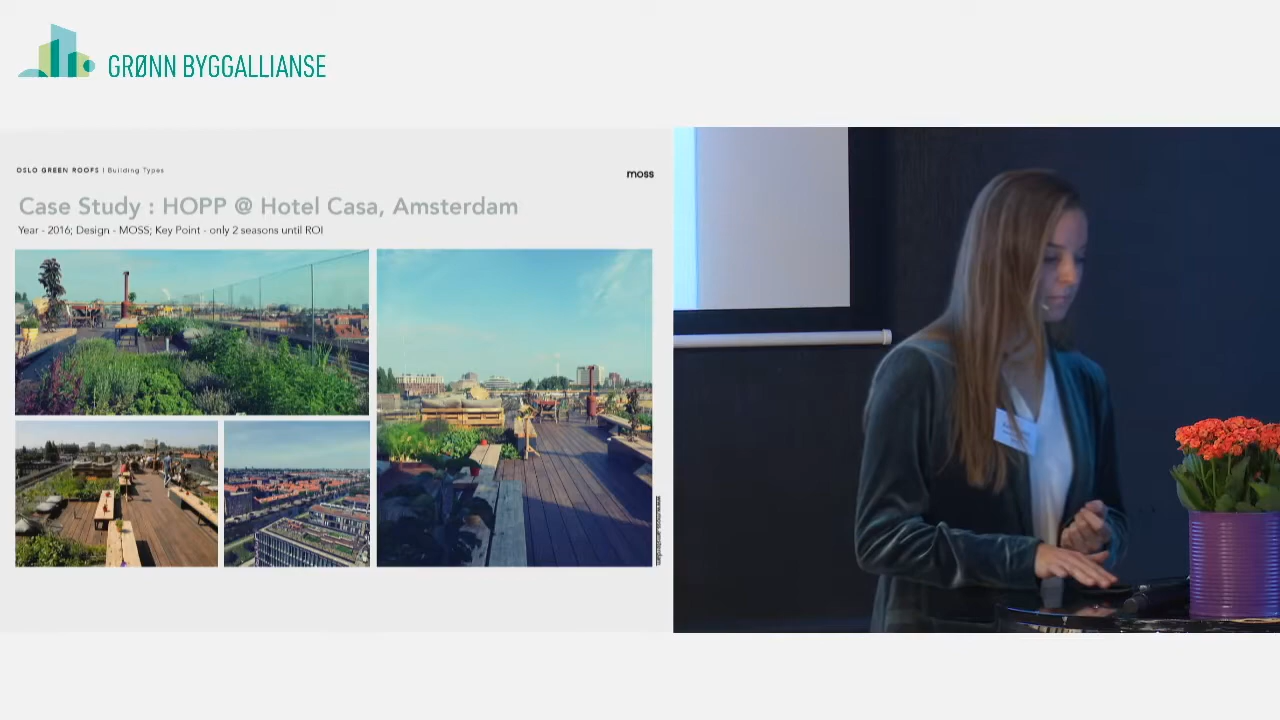 GRØNN BYGGALLIANSE
OSLO GREEN ROOFS | Building Types
moss
Case Study : HOPP @ Hotel Casa, Amsterdam
Year - 2016; Design - MOSS; Key Point - only 2 seasons until ROI